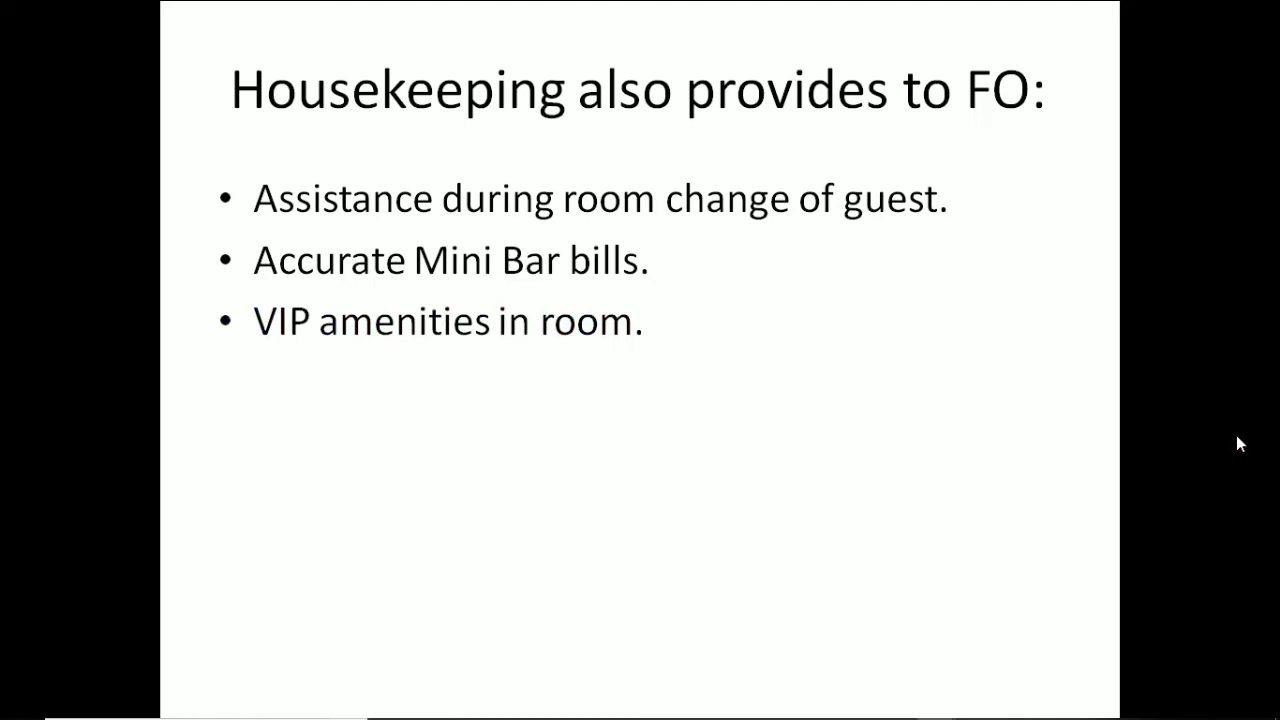 Housekeeping also provides to FO:
• Assistance during room change of guest.
• Accurate Mini Bar bills.
• VIP amenities in room.